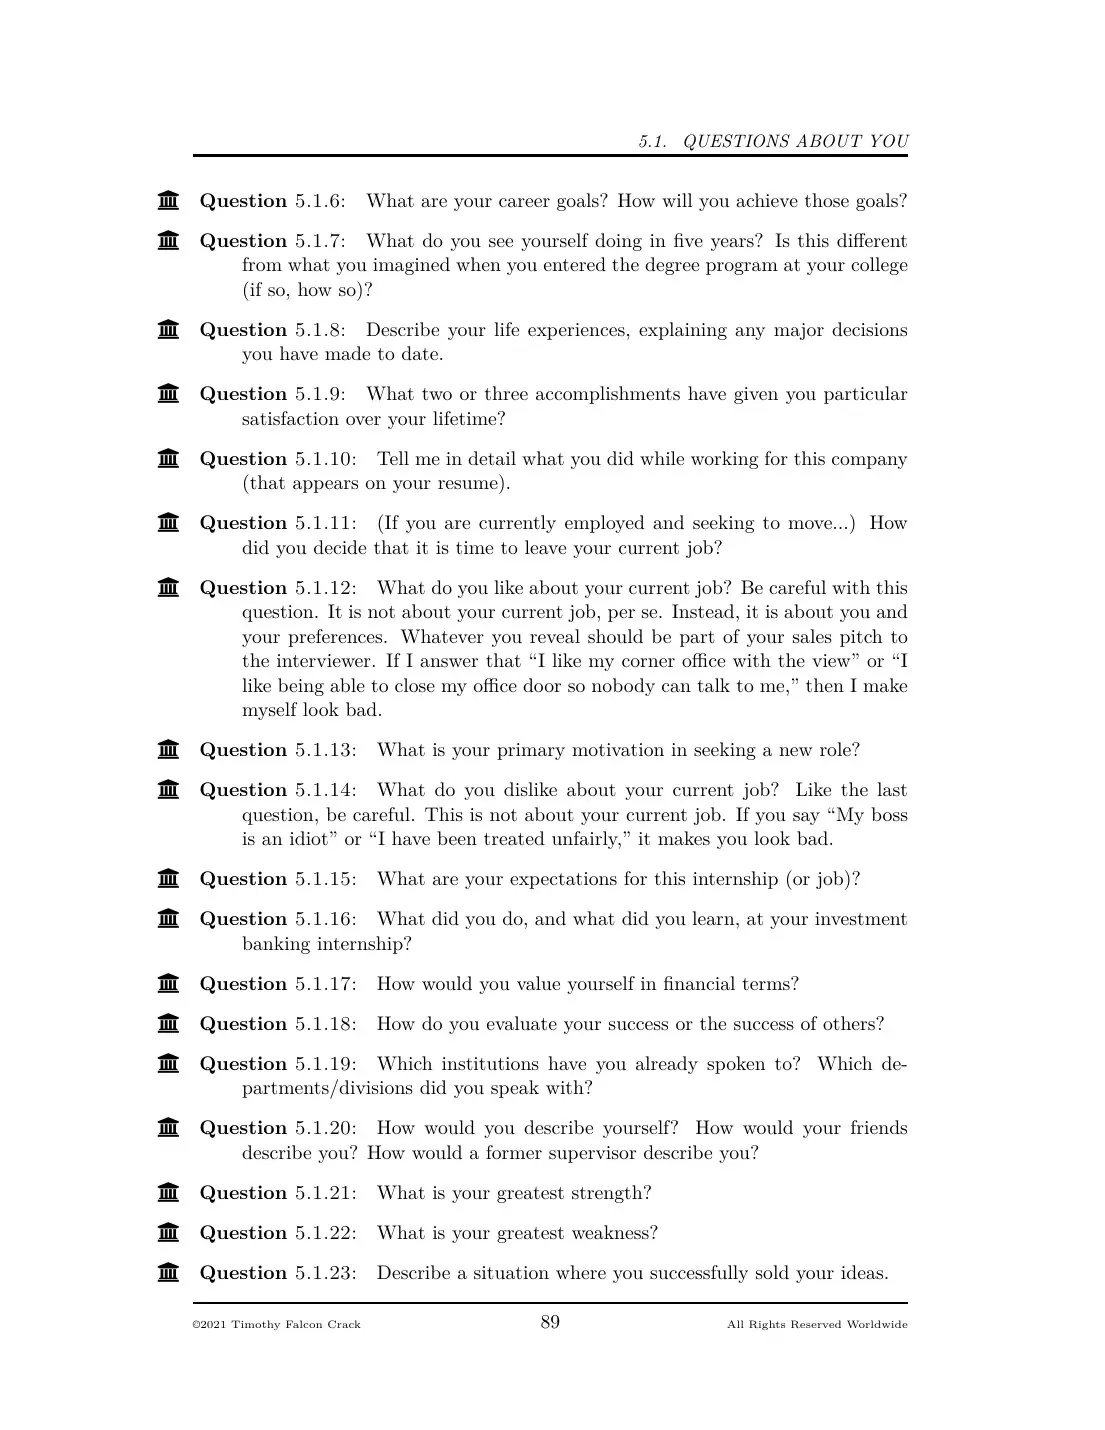 5.1. QUESTIONS ABOUT YOU
Question 5.1.6: What are your career goals? How will you achieve those goals?
Question 5.1.7: What do you see yourself doing in five years? Is this different
from what you imagined when you entered the degree program at your college
(if so, how so)?
Question 5.1.8: Describe your life experiences, explaining any major decisions
you have made to date.
Question 5.1.9: What two or three accomplishments have given you particular
satisfaction over your lifetime?
Question 5.1.10: Tell me in detail what you did while working for this company
(that appears on your resume).
Question 5.1.11: (If you are currently employed and seeking to move...) How
did you decide that it is time to leave your current job?
Question 5.1.12: What do you like about your current job? Be careful with this
question. It is not about your current job, per se. Instead, it is about you and
your preferences. Whatever you reveal should be part of your sales pitch to
the interviewer. If I answer that “I like my corner office with the view” or “I
like being able to close my office door so nobody can talk to me,” then I make
myself look bad.
Question 5.1.13: What is your primary motivation in seeking a new role?
Question 5.1.14: What do you dislike about your current job? Like the last
question, be careful. This is not about your current job. If you say “My boss
is an idiot” or “I have been treated unfairly,” it makes you look bad.
Question 5.1.15: What are your expectations for this internship (or job)?
Question 5.1.16: What did you do, and what did you learn, at your investment
banking internship?
Question 5.1.17: How would you value yourself in financial terms?
Question 5.1.18: How do you evaluate your success or the success of others?
Question 5.1.19: Which institutions have you already spoken to? Which de-
partments/divisions did you speak with?
Question 5.1.20: How would you describe yourself? How would your friends
describe you? How would a former supervisor describe you?
Question 5.1.21: What is your greatest strength?
Question 5.1.22: What is your greatest weakness?
Question 5.1.23: Describe a situation where you successfully sold your ideas.
©2021 Timothy Falcon Crack 89 All Rights Reserved Worldwide